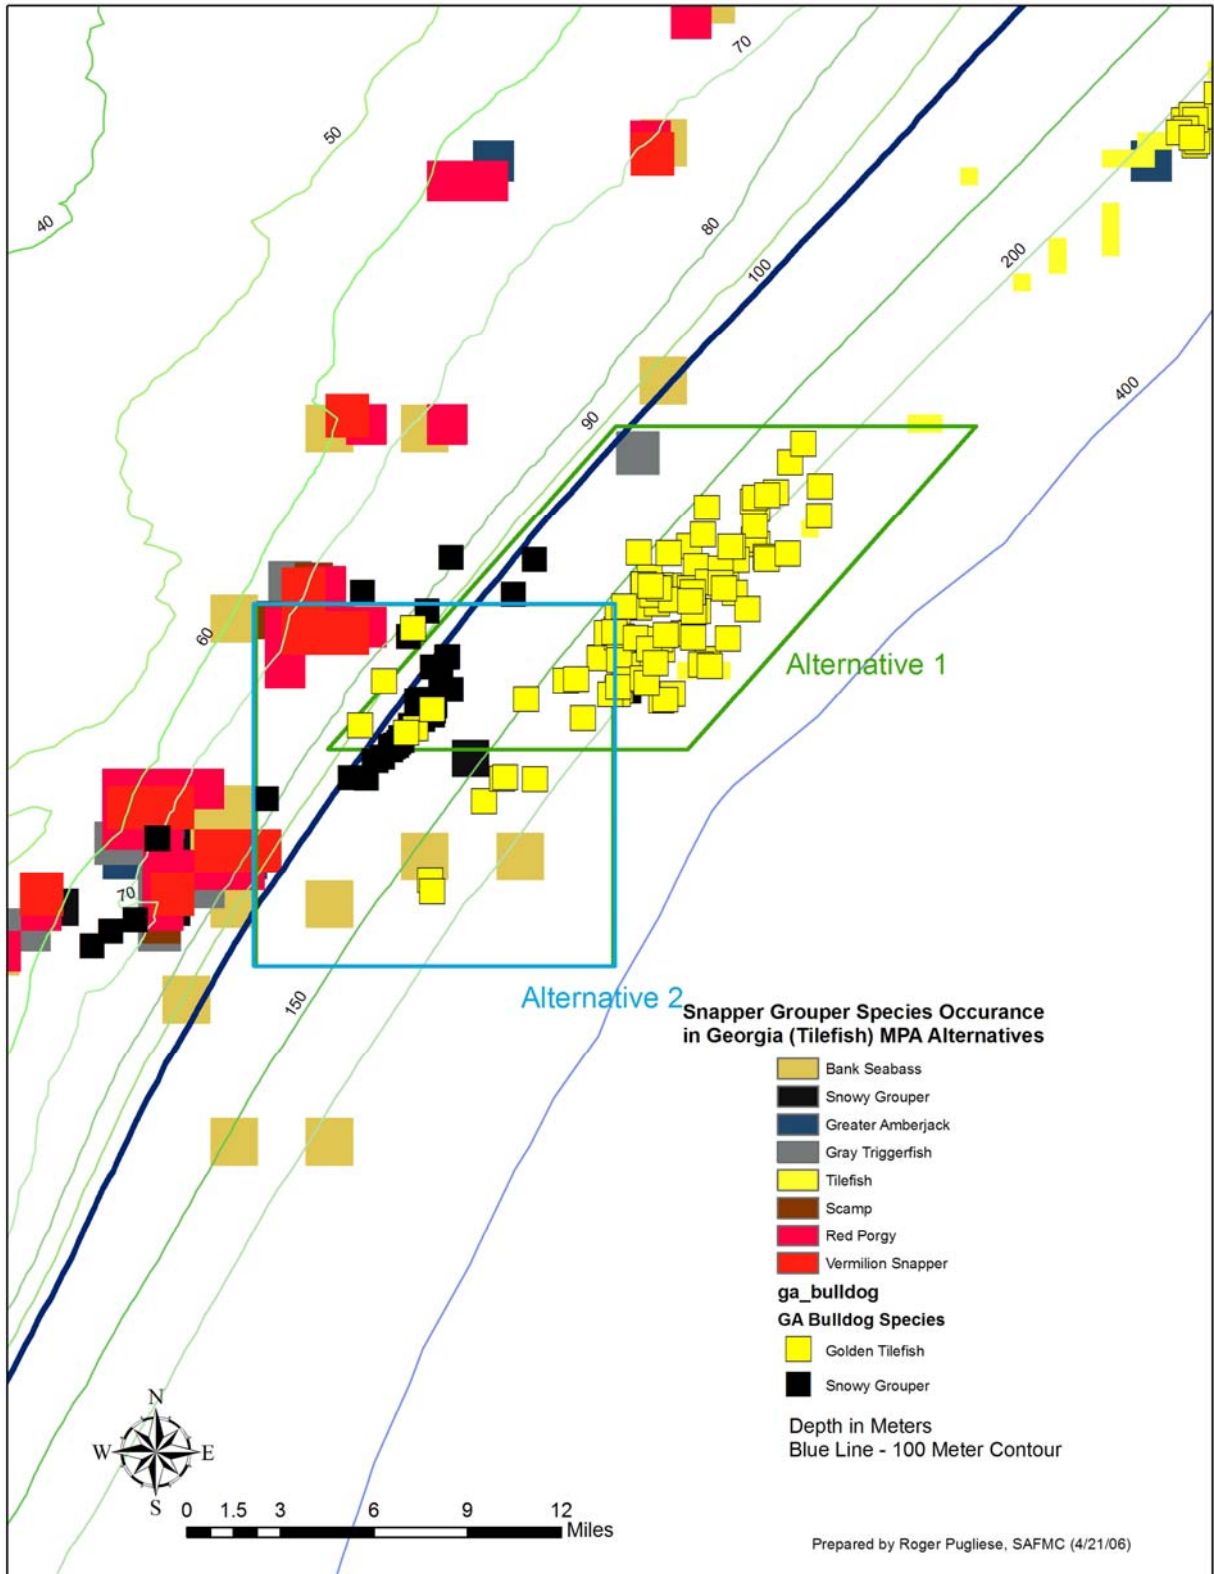 70
50
40
80
100
200
400
90
Alternative 1
60
70
Alternative 2
150
Snapper Grouper Species Occurance
in Georgia (Tilefish) MPA Alternatives
Bank Seabass
Snowy Grouper
Greater Amberjack
Gray Triggerfish
Tilefish
Scamp
Red Porgy
Vermilion Snapper
ga_bulldog
GA Bulldog Species
Golden Tilefish
Snowy Grouper
Depth in Meters
Blue Line - 100 Meter Contour
N
W E
S
0 1.5 3 6 9 12
Miles
Prepared by Roger Pugliese, SAFMC (4/21/06)